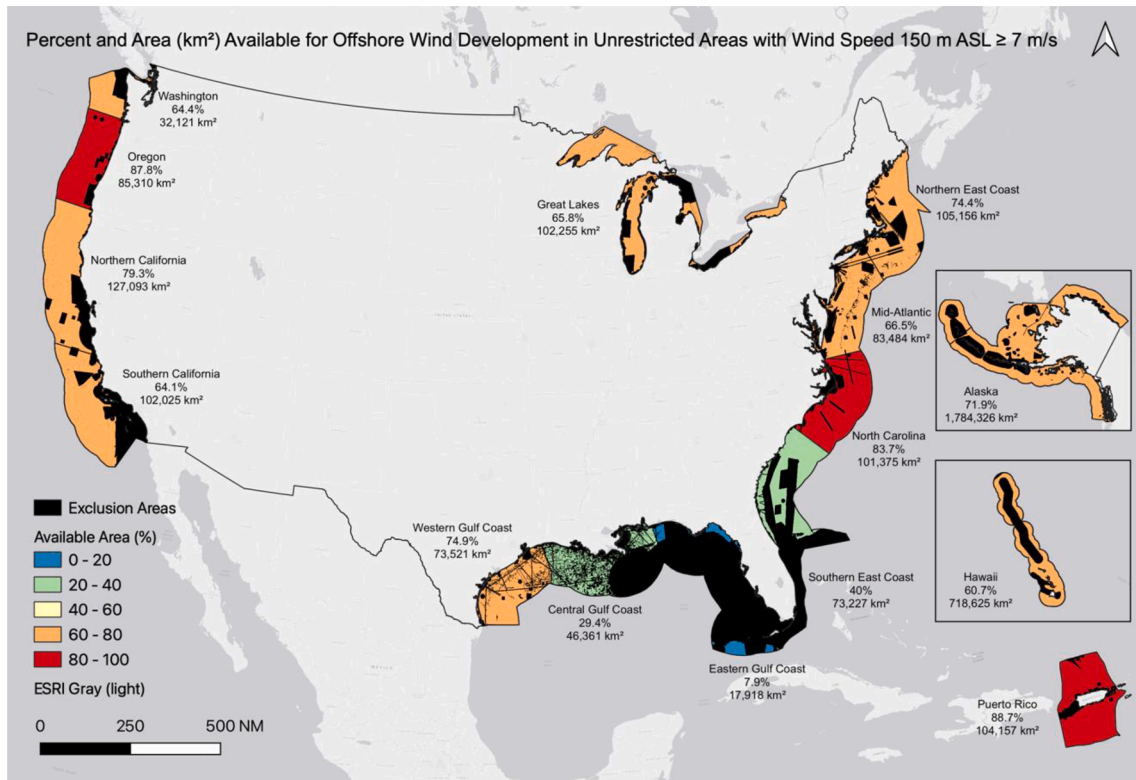 Percent and Area (km²) Available for Offshore Wind Development in Unrestricted Areas with Wind Speed 150 m ASL ≥ 7 m/s
Washington
64.4%
32,121 km²
Oregon
87.8%
85,310 km²
Northern California
79.3%
127,093 km²
Southern California
64.1%
102,025 km²
Great Lakes
65.8%
102,255 km²
Northern East Coast
74.4%
105,156 km²
Mid-Atlantic
66.5%
83,484 km²
North Carolina
83.7%
101,375 km²
Alaska
71.9%
1,784,326 km²
Hawaii
60.7%
718,625 km²
Western Gulf Coast
74.9%
73,521 km²
Central Gulf Coast
29.4%
46,361 km²
Southern East Coast
40%
73,227 km²
Eastern Gulf Coast
7.9%
17,918 km²
Puerto Rico
88.7%
104,157 km²
Exclusion Areas
Available Area (%)
0 - 20
20 - 40
40 - 60
60 - 80
80 - 100
ESRI Gray (light)
0 250 500 NM